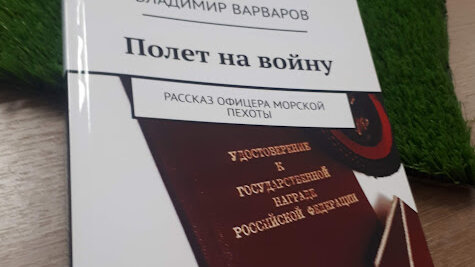 ВЛАДИМИР ВАРВАРОВ
Полет на войну
РАССКАЗ ОФИЦЕРА МОРСКОЙ
ПЕХОТЫ
УДОСТОВЕРЕНИЕ
К
ГОСУДАРСТВЕННОЙ
НАГРАДЕ
РОССИЙСКОЙ ФЕДЕРАЦИИ